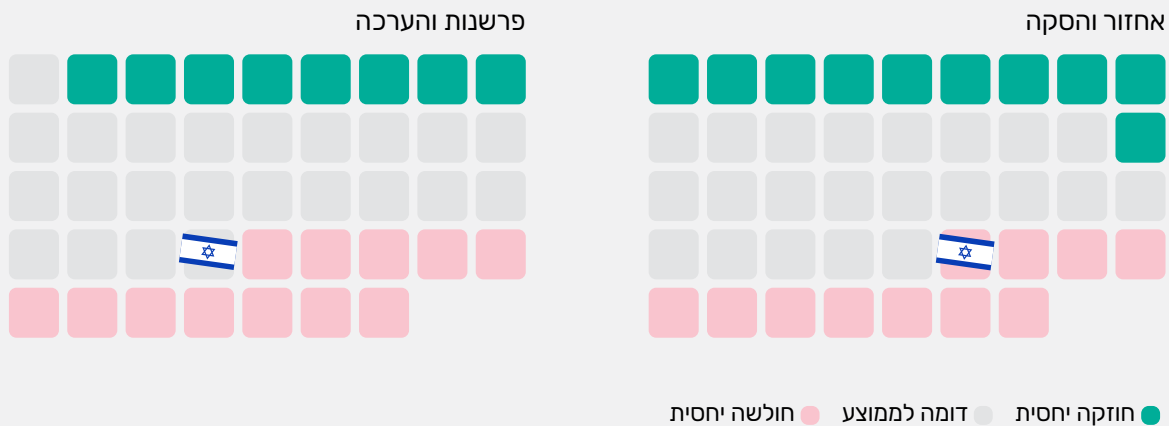 אחזור והסקה
פרשנות והערכה
חוזקה יחסית
דומה לממוצע
חולשה יחסית